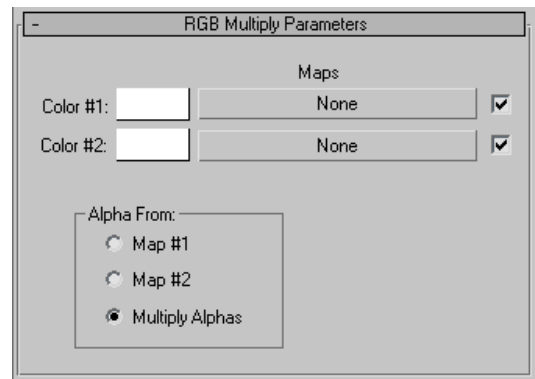 - RGB Multiply Parameters
Maps
Color #1: None
Color #2: None
Alpha From:
Map #1
Map #2
Multiply Alphas